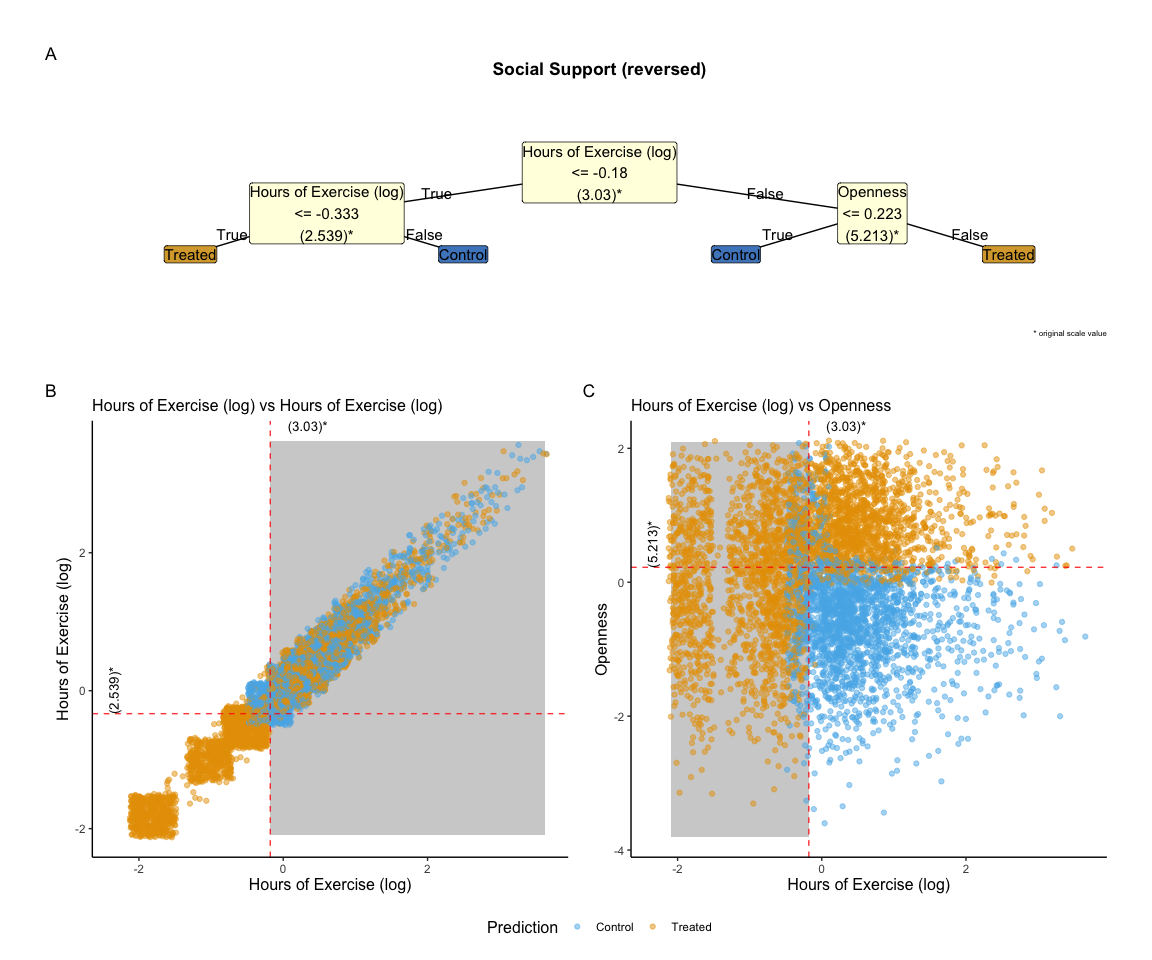 A
Social Support (reversed)
Hours of Exercise (log)
<= -0.18
(3.03)*
True
False
Hours of Exercise (log)
<= -0.333
(2.539)*
Openness
<= 0.223
(5.213)*
True
False
True
False
Treated
Control
Control
Treated
* original scale value
B
Hours of Exercise (log) vs Hours of Exercise (log)
(3.03)*
(2.539)*
Hours of Exercise (log)
2
0
-2
-2
0
2
Hours of Exercise (log)
C
Hours of Exercise (log) vs Openness
(3.03)*
(5.213)*
Openness
2
0
-2
-4
-2
0
2
Hours of Exercise (log)
Prediction Control Treated